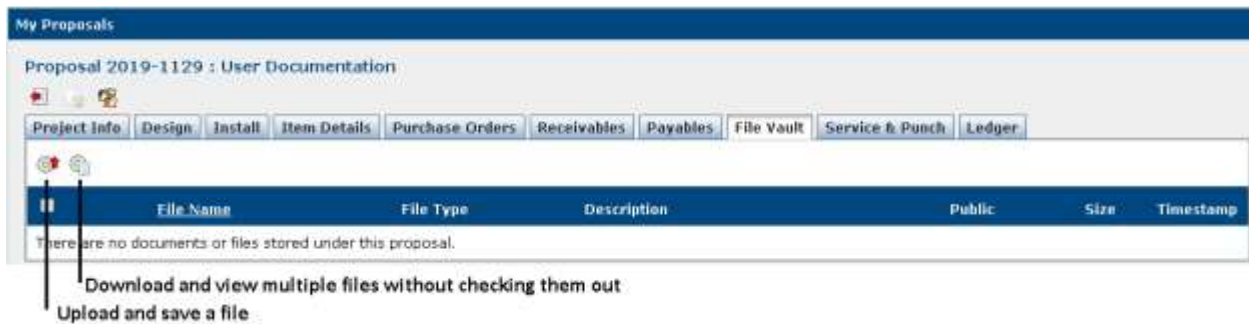 My Proposals
Proposal 2019-1129 : User Documentation
Project Info Design Install Item Details Purchase Orders Receivables Payables File Vault Service & Punch Ledger
File Name File Type Description Public Size Timestamp
There are no documents or files stored under this proposal.
Download and view multiple files without checking them out
Upload and save a file